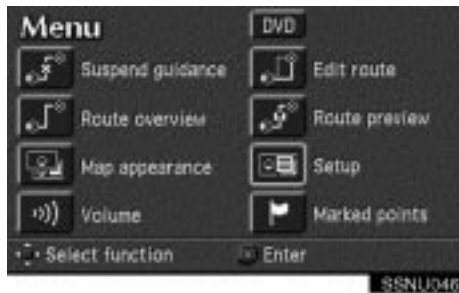 Menu DVD
Suspend guidance Edit route
Route overview Route preview
Map appearance Setup
Volume Marked points
Select function Enter
SSNU046